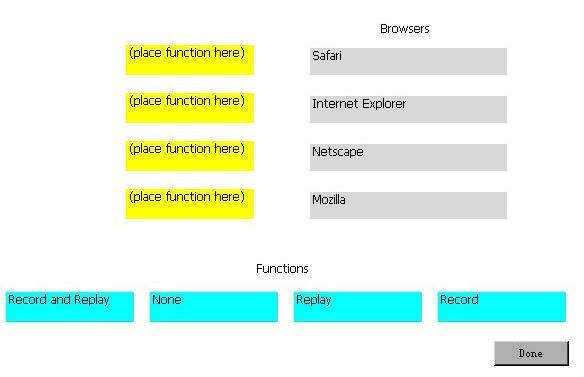 Browsers
(place function here) Safari
(place function here) Internet Explorer
(place function here) Netscape
(place function here) Mozilla
Functions
Record and Replay None Replay Record
Done